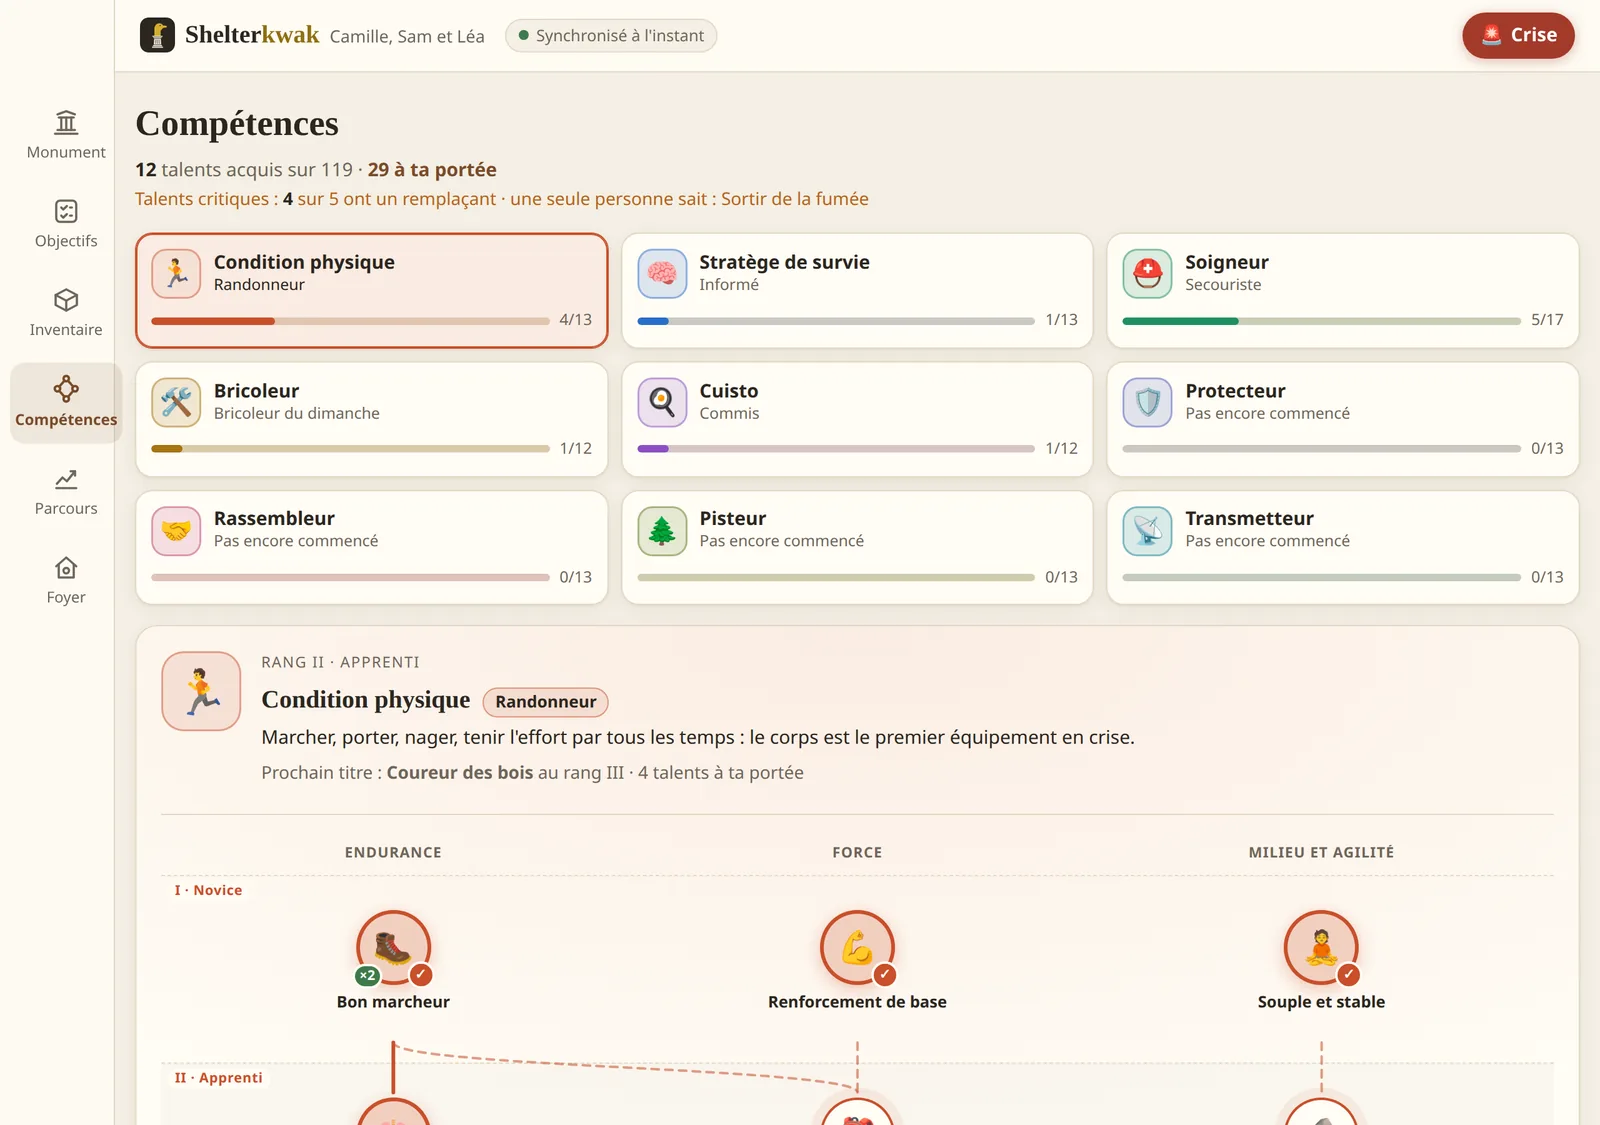 Shelterkwak Camille, Sam et Léa Synchronisé à l'instant
Crise
Monument
Objectifs
Inventaire
Compétences
Parcours
Foyer
Compétences
12 talents acquis sur 119 · 29 à ta portée
Talents critiques : 4 sur 5 ont un remplaçant · une seule personne sait : Sortir de la fumée
Condition physique
Randonneur
4/13
Stratège de survie
Informé
1/13
Soigneur
Secouriste
5/17
Bricoleur
Bricoleur du dimanche
1/12
Cuisto
Commis
1/12
Protecteur
Pas encore commencé
0/13
Rassembleur
Pas encore commencé
0/13
Pisteur
Pas encore commencé
0/13
Transmetteur
Pas encore commencé
0/13
RANG II · APPRENTI
Condition physique Randonneur
Marcher, porter, nager, tenir l'effort par tous les temps : le corps est le premier équipement en crise.
Prochain titre : Coureur des bois au rang III · 4 talents à ta portée
ENDURANCE FORCE MILIEU ET AGILITÉ
I · Novice
×2 ✓ ✓ ✓
Bon marcheur Renforcement de base Souple et stable
II · Apprenti